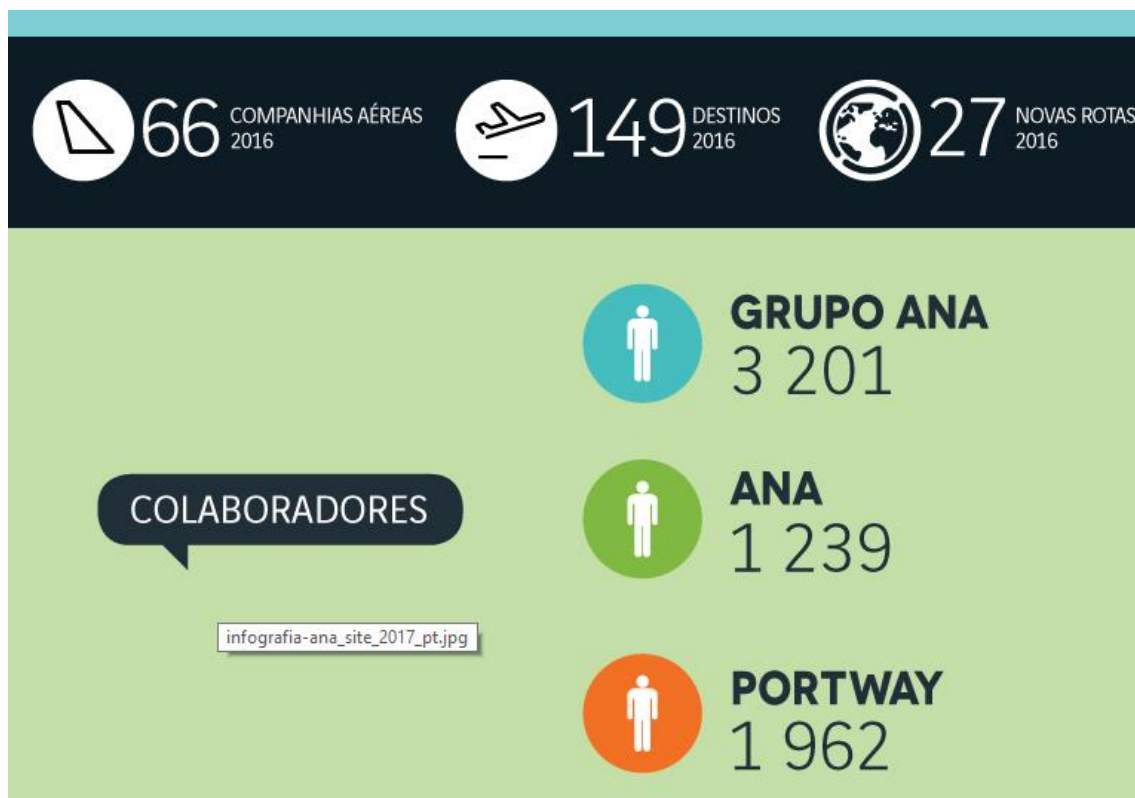 66 COMPANHIAS AÉREAS
2016
149 DESTINOS
2016
27 NOVAS ROTAS
2016
GRUPO ANA
3 201
ANA
1 239
COLABORADORES
infografia-ana_site_2017_pt.jpg
PORTWAY
1 962